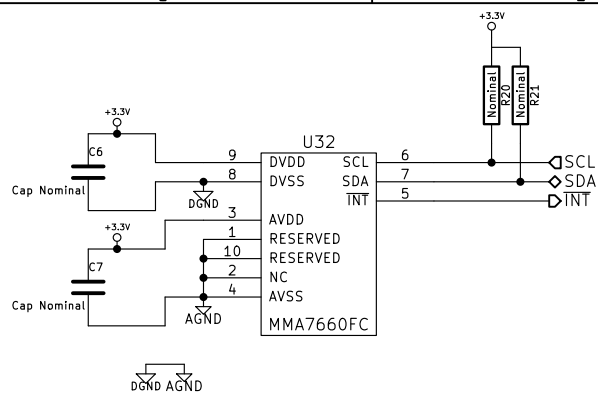 +3.3V
Nominal
R20
Nominal
R21
+3.3V
C6
Cap Nominal
U32
9 DVDD SCL 6 SCL
8 DVSS SDA 7 SDA
DGND
INT 5 INT
3 AVDD
+3.3V
1 RESERVED
10 RESERVED
C7
2 NC
Cap Nominal
4 AVSS
AGND
MMA7660FC
DGND AGND